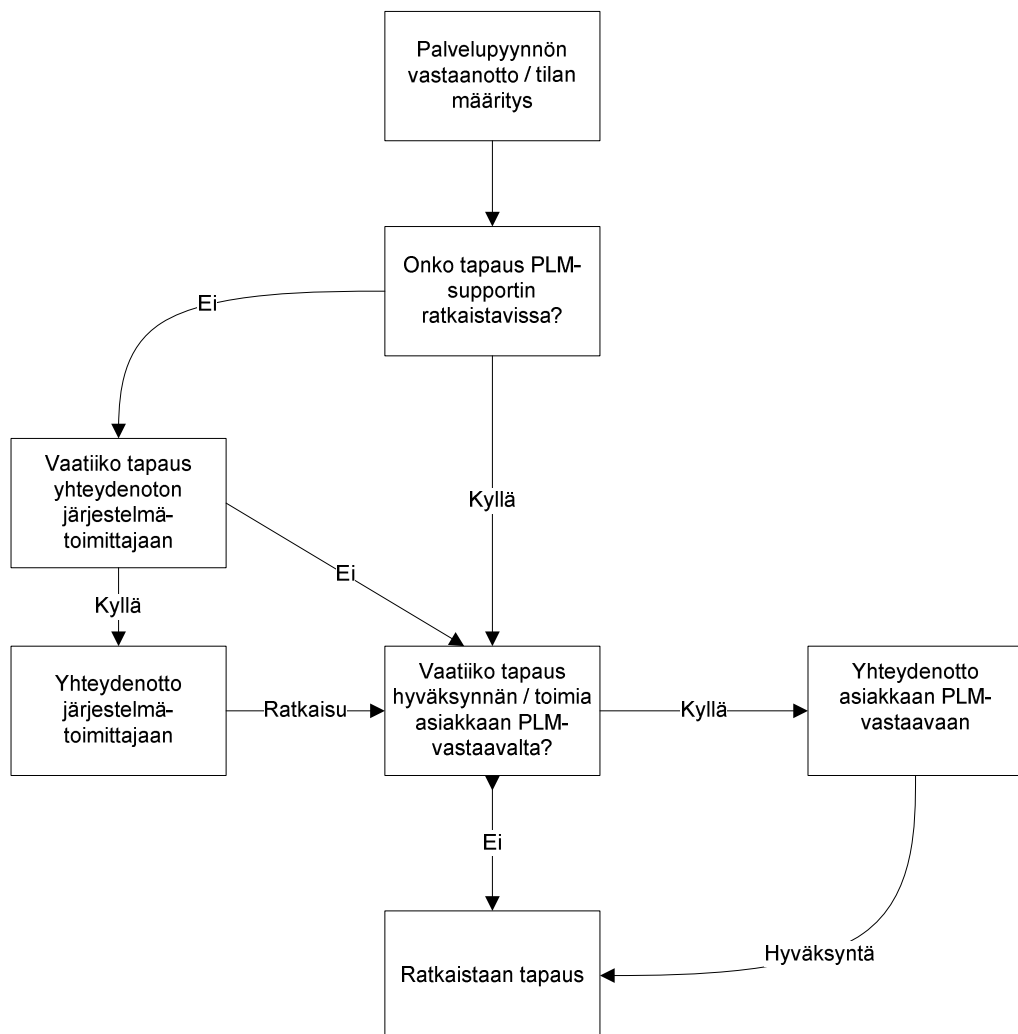 Palvelupyynnön
vastaanotto / tilan
määritys
Onko tapaus PLM-
supportin
ratkaistavissa?
Ei
Vaatiiko tapaus
yhteydenoton
järjestelmä-
toimittajaan
Kyllä
Ei
Kyllä
Yhteydenotto
järjestelmä-
toimittajaan
Ratkaisu
Vaatiiko tapaus
hyväksynnän / toimia
asiakkaan PLM-
vastaavalta?
Kyllä
Yhteydenotto
asiakkaan PLM-
vastaavaan
Ei
Hyväksyntä
Ratkaistaan tapaus